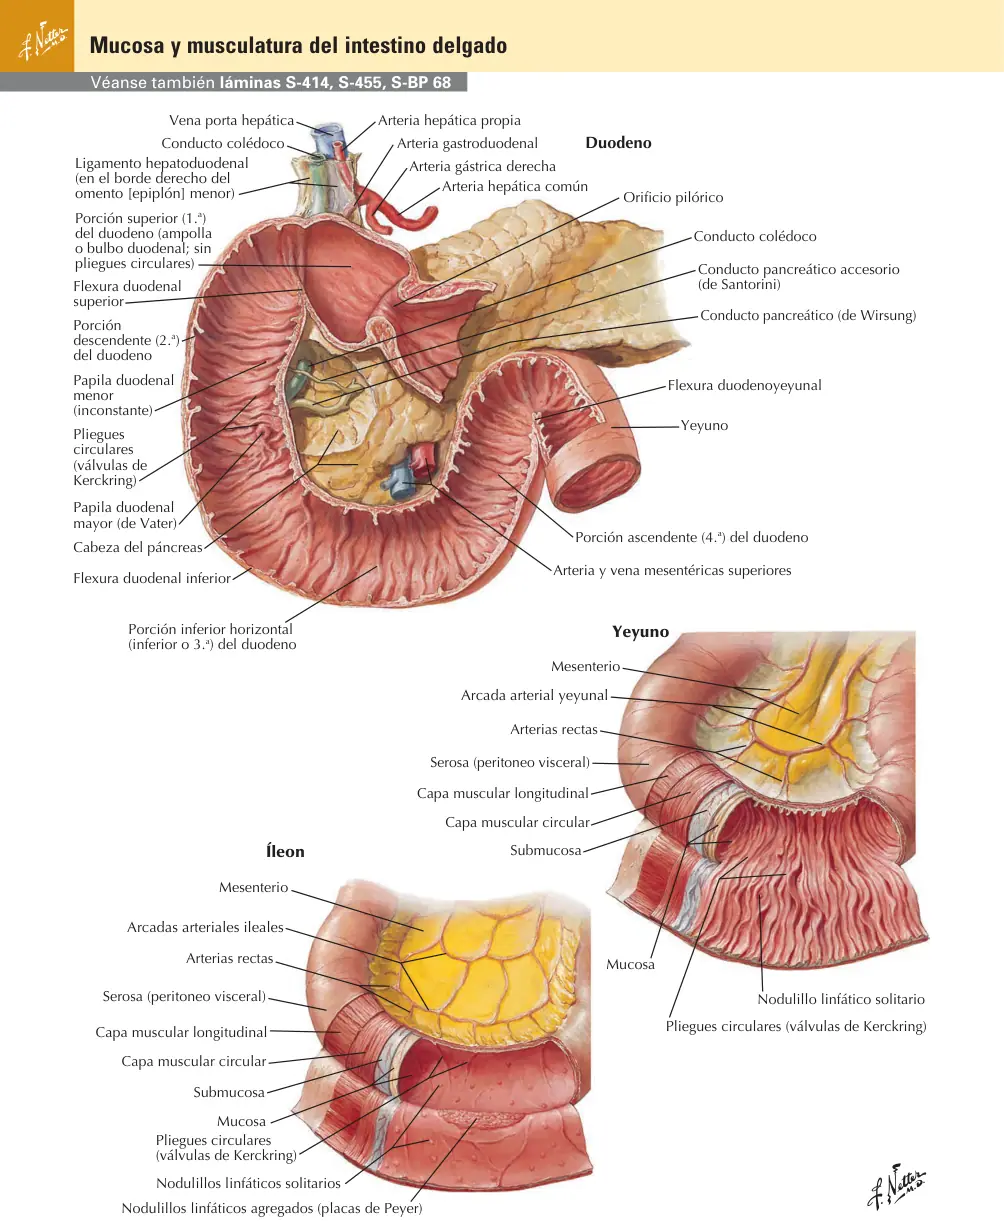 F. Netter M.D.
Mucosa y musculatura del intestino delgado
Véanse también láminas S-414, S-455, S-BP 68
Duodeno
Vena porta hepática
Conducto colédoco
Ligamento hepatoduodenal
(en el borde derecho del
omento [epiplón] menor)
Porción superior (1.ª)
del duodeno (ampolla
o bulbo duodenal; sin
pliegues circulares)
Flexura duodenal
superior
Porción
descendente (2.ª)
del duodeno
Papila duodenal
menor
(inconstante)
Pliegues
circulares
(válvulas de
Kerckring)
Papila duodenal
mayor (de Vater)
Cabeza del páncreas
Flexura duodenal inferior
Porción inferior horizontal
(inferior o 3.ª) del duodeno
Arteria hepática propia
Arteria gastroduodenal
Arteria gástrica derecha
Arteria hepática común
Orificio pilórico
Conducto colédoco
Conducto pancreático accesorio
(de Santorini)
Conducto pancreático (de Wirsung)
Flexura duodenoyeyunal
Yeyuno
Porción ascendente (4.ª) del duodeno
Arteria y vena mesentéricas superiores
Yeyuno
Mesenterio
Arcada arterial yeyunal
Arterias rectas
Serosa (peritoneo visceral)
Capa muscular longitudinal
Capa muscular circular
Submucosa
Mucosa
Nodulillo linfático solitario
Pliegues circulares (válvulas de Kerckring)
Íleon
Mesenterio
Arcadas arteriales ileales
Arterias rectas
Serosa (peritoneo visceral)
Capa muscular longitudinal
Capa muscular circular
Submucosa
Mucosa
Pliegues circulares
(válvulas de Kerckring)
Nodulillos linfáticos solitarios
Nodulillos linfáticos agregados (placas de Peyer)
F. Netter M.D.